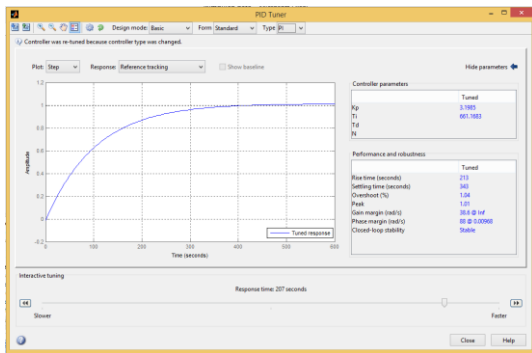 PID Tuner
Design mode: Basic Form Standard Type PI
Controller was re-tuned because controller type was changed.
Plot: Step Response: Reference tracking Show baseline Hide parameters
Controller parameters
Tuned
Kp 3.1985
Ti 661.1683
Td
N
Performance and robustness
Tuned
Rise time (seconds) 213
Settling time (seconds) 343
Overshoot (%) 1.04
Peak 1.01
Gain margin (rad/s) @ Inf
Phase margin (rad/s) 80 @ 0.00966
Closed-loop stability Stable
1.2
1
0.8
0.6
0.4
0.2
0
-0.2
0 100 200 300 400 500 600
Amplitude
Time (seconds)
Tuned response
Interactive tuning
Response time: 207 seconds
Slower Faster
Close Help